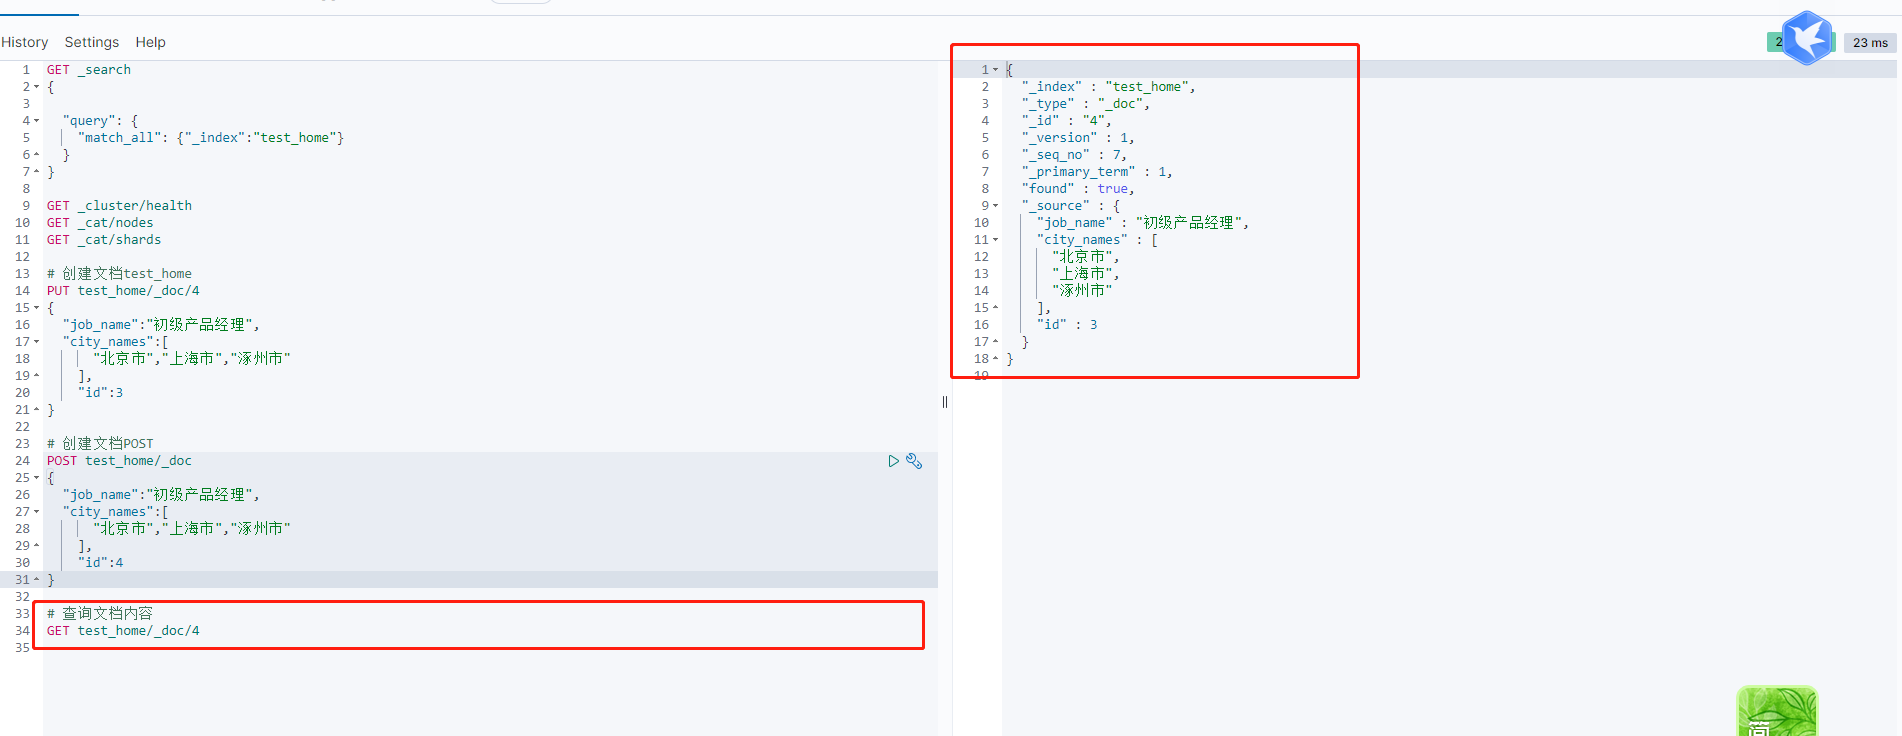 History Settings Help
23 ms
1 GET _search
2 {
3
4 "query": {
5 "match_all": {"_index":"test_home"}
6 }
7 }
8
9 GET _cluster/health
10 GET _cat/nodes
11 GET _cat/shards
12
13 # 创建文档test_home
14 PUT test_home/_doc/4
15 {
16 "job_name":"初级产品经理",
17 "city_names":[
18 "北京市","上海市","涿州市"
19 ],
20 "id":3
21 }
22
23 # 创建文档POST
24 POST test_home/_doc
25 {
26 "job_name":"初级产品经理",
27 "city_names":[
28 "北京市","上海市","涿州市"
29 ],
30 "id":4
31 }
32
33 # 查询文档内容
34 GET test_home/_doc/4
35
1 {
2 "_index" : "test_home",
3 "_type" : "_doc",
4 "_id" : "4",
5 "_version" : 1,
6 "_seq_no" : 7,
7 "_primary_term" : 1,
8 "found" : true,
9 "_source" : {
10 "job_name" : "初级产品经理",
11 "city_names" : [
12 "北京市",
13 "上海市",
14 "涿州市"
15 ],
16 "id" : 3
17 }
18 }
19